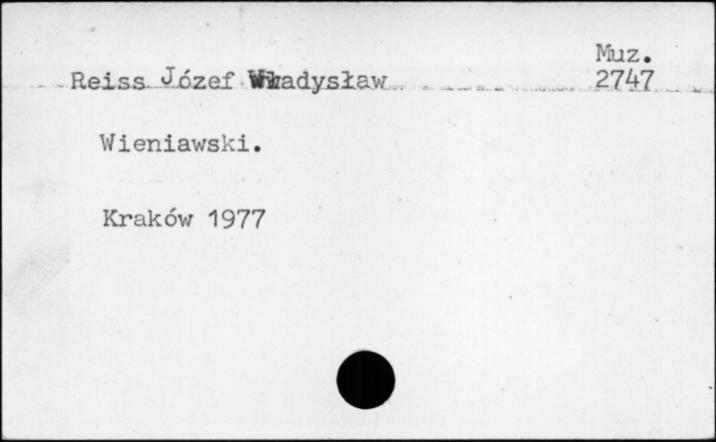 Muz.
Reiss Józef Władysław 2747
Wieniawski.
Kraków 1977